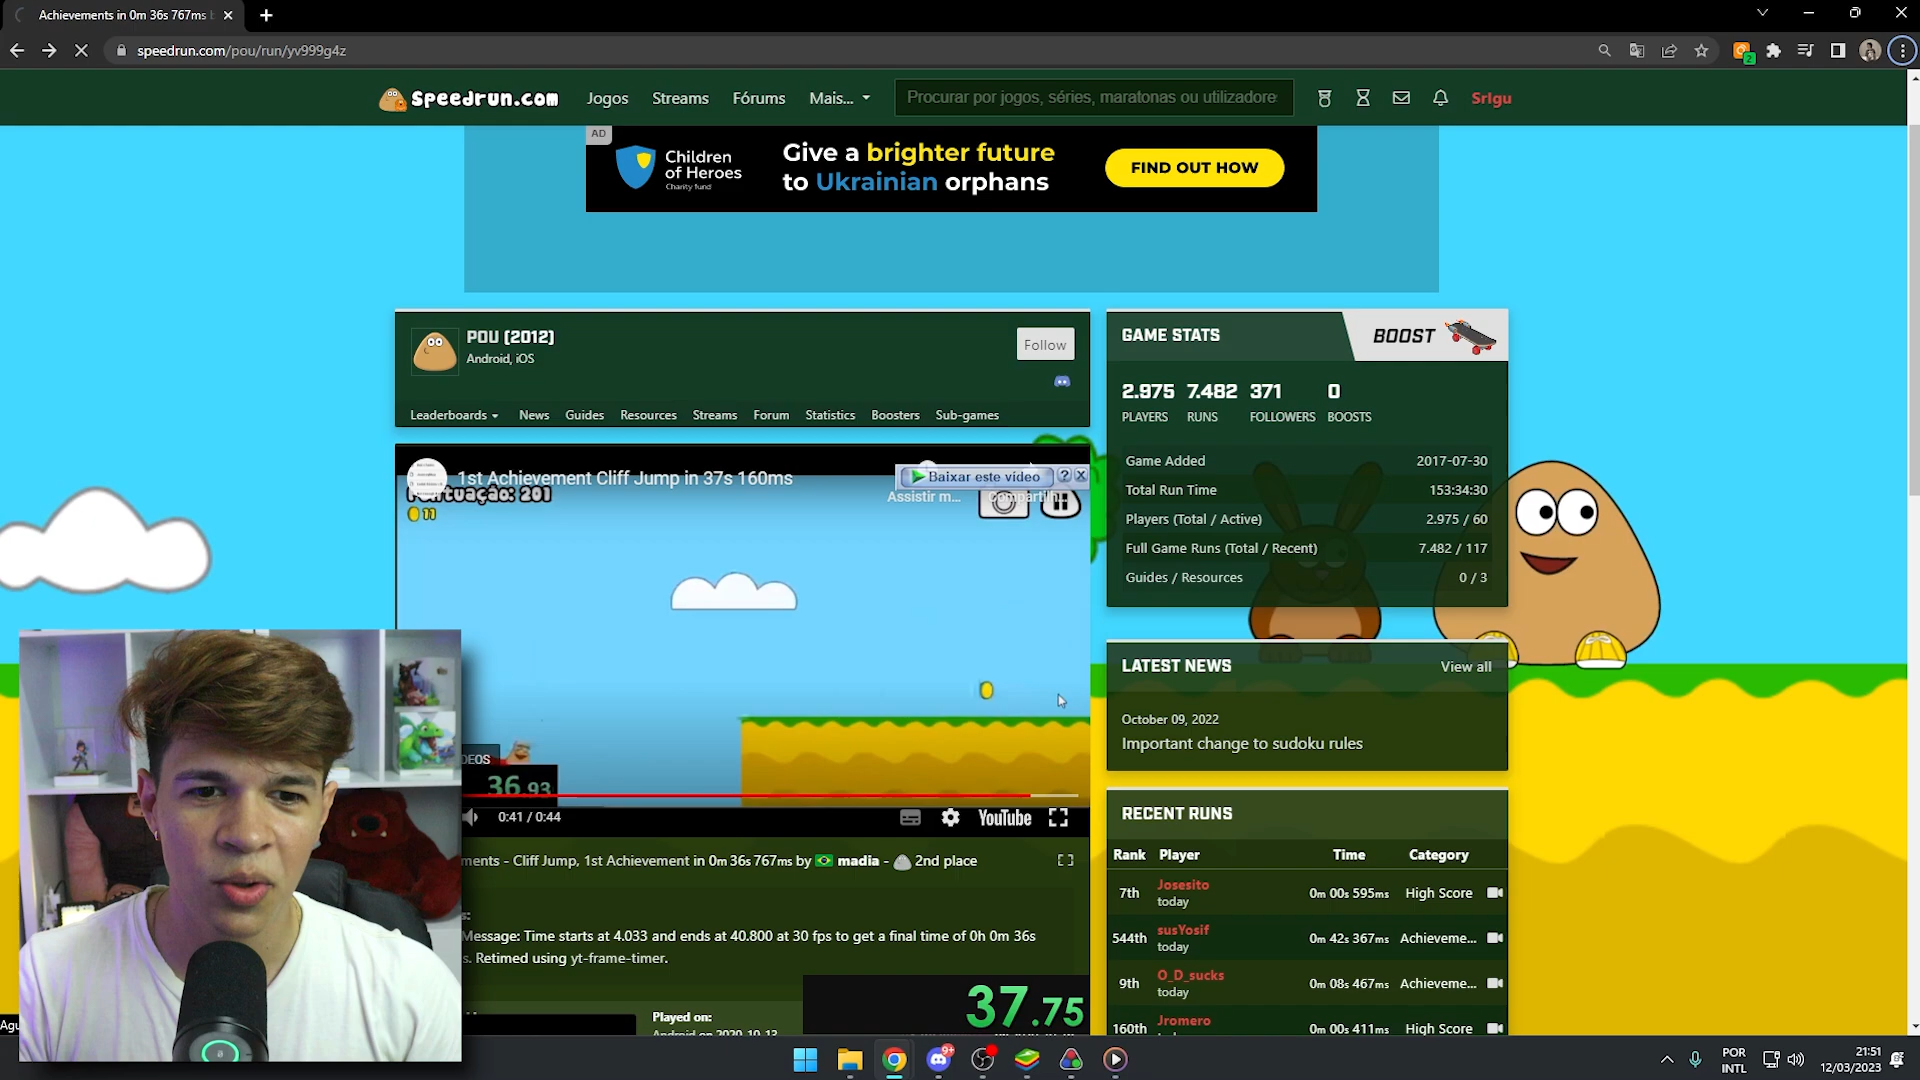 Achievements in 0m 36s 767ms
speedrun.com/pou/run/yv999g4z
Speedrun.com
Jogos
Streams
Fórums
Mais...
Procurar por jogos, séries, maratonas ou utilizadore
SrIgu
AD
Children of Heroes
Charity fund
Give a brighter future
to Ukrainian orphans
FIND OUT HOW
POU (2012)
Android, iOS
Follow
Leaderboards
News
Guides
Resources
Streams
Forum
Statistics
Boosters
Sub-games
1st Achievement Cliff Jump in 37s 160ms
Baixar este vídeo
Assistir m...
Compartilh...
Pontuação: 201
11
36.93
0:41 / 0:44
YouTube
ments - Cliff Jump, 1st Achievement in 0m 36s 767ms by madia - 2nd place
Message: Time starts at 4.033 and ends at 40.800 at 30 fps to get a final time of 0h 0m 36s
s. Retimed using yt-frame-timer.
37.75
Played on:
Android on 2020-10-13
GAME STATS
BOOST
2.975 7.482 371 0
PLAYERS RUNS FOLLOWERS BOOSTS
Game Added 2017-07-30
Total Run Time 153:34:30
Players (Total / Active) 2.975 / 60
Full Game Runs (Total / Recent) 7.482 / 117
Guides / Resources 0 / 3
LATEST NEWS
View all
October 09, 2022
Important change to sudoku rules
RECENT RUNS
Rank Player Time Category
7th Josesito 0m 00s 595ms High Score
today
544th susYosif 0m 42s 367ms Achieveme...
today
9th O_D_sucks 0m 08s 467ms Achieveme...
today
160th Jromero 0m 00s 411ms High Score
9+
POR
INTL
21:51
12/03/2023